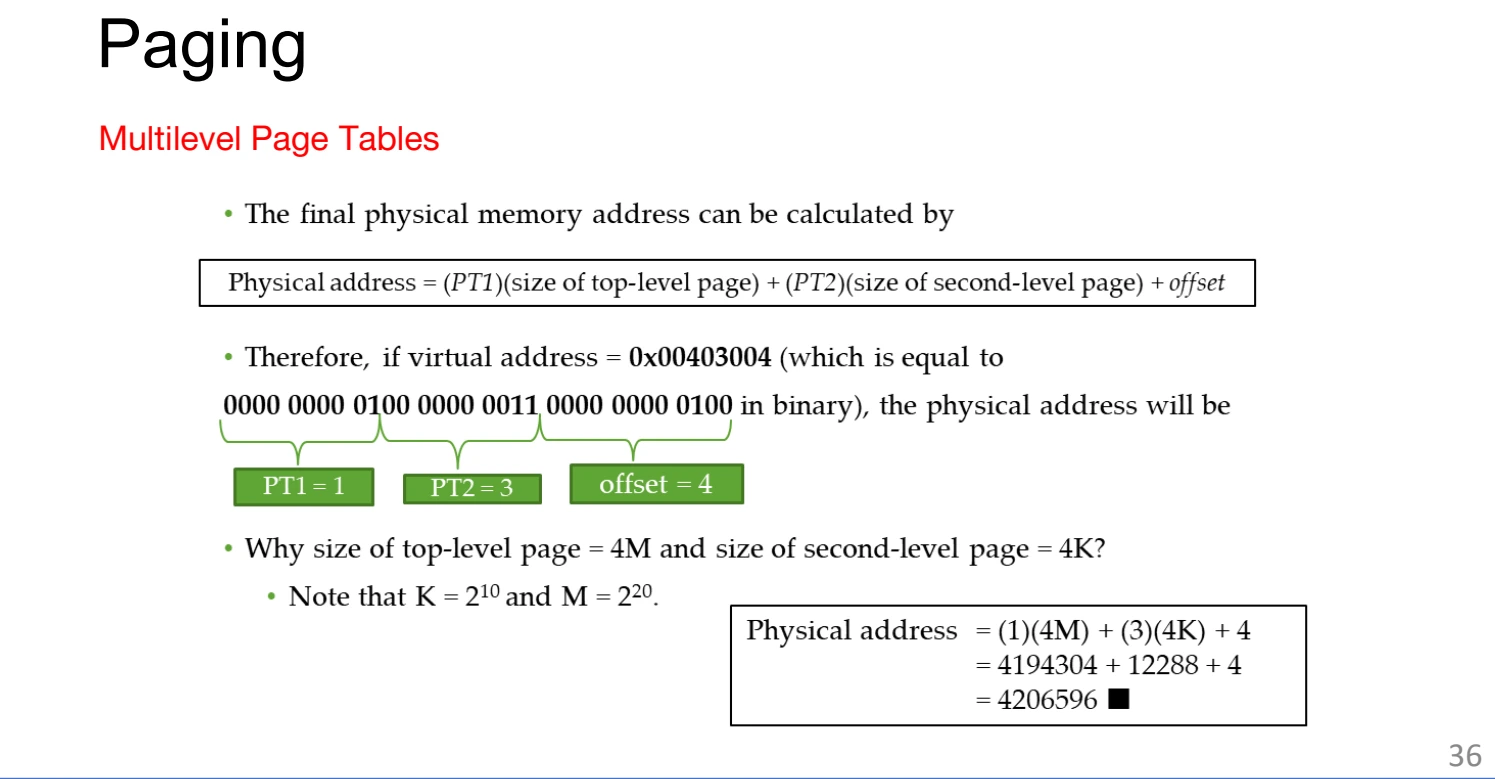 Paging
Multilevel Page Tables
• The final physical memory address can be calculated by
Physical address = (PT1)(size of top-level page) + (PT2)(size of second-level page) + offset
• Therefore, if virtual address = 0x00403004 (which is equal to
0000 0000 0100 0000 0011 0000 0000 0100 in binary), the physical address will be
PT1 = 1
PT2 = 3
offset = 4
• Why size of top-level page = 4M and size of second-level page = 4K?
• Note that K = 2¹⁰ and M = 2²⁰.
Physical address = (1)(4M) + (3)(4K) + 4
= 4194304 + 12288 + 4
= 4206596 ■
36